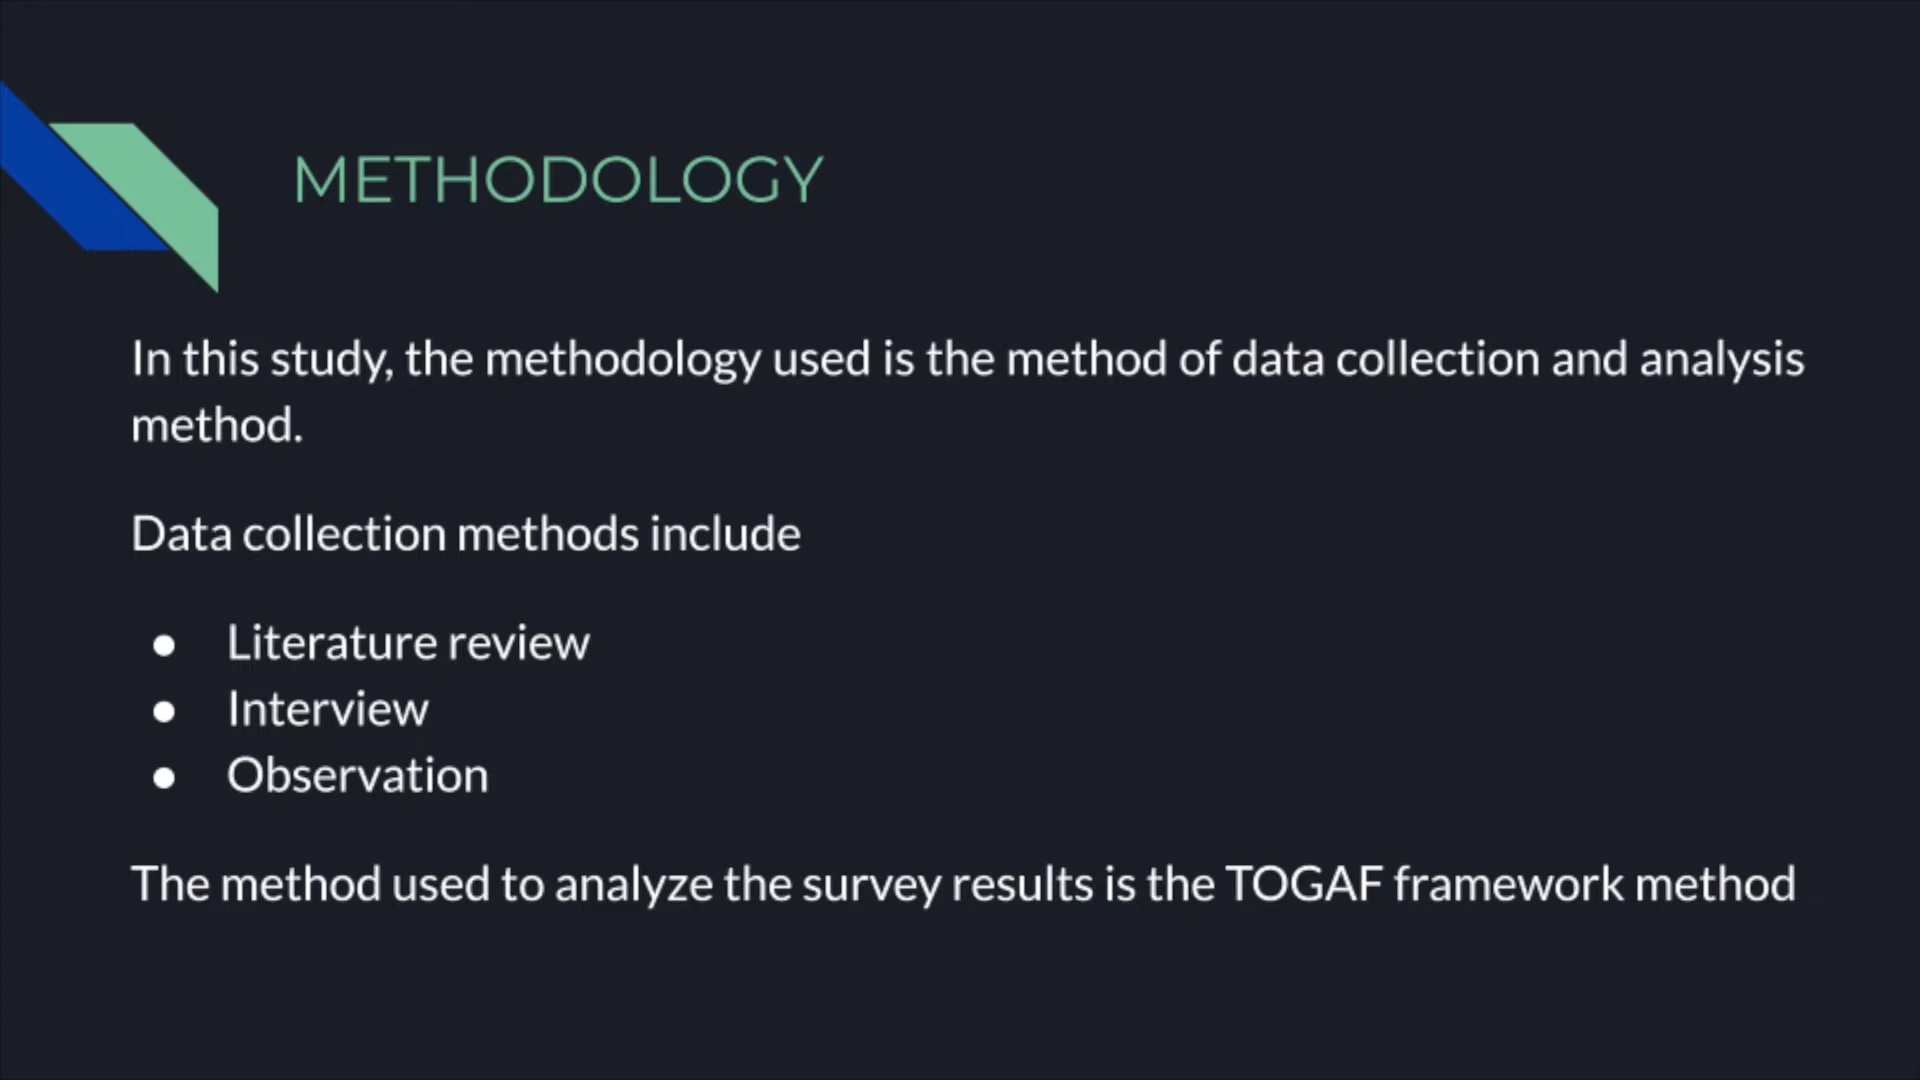 METHODOLOGY
In this study, the methodology used is the method of data collection and analysis
method.
Data collection methods include
● Literature review
● Interview
● Observation
The method used to analyze the survey results is the TOGAF framework method